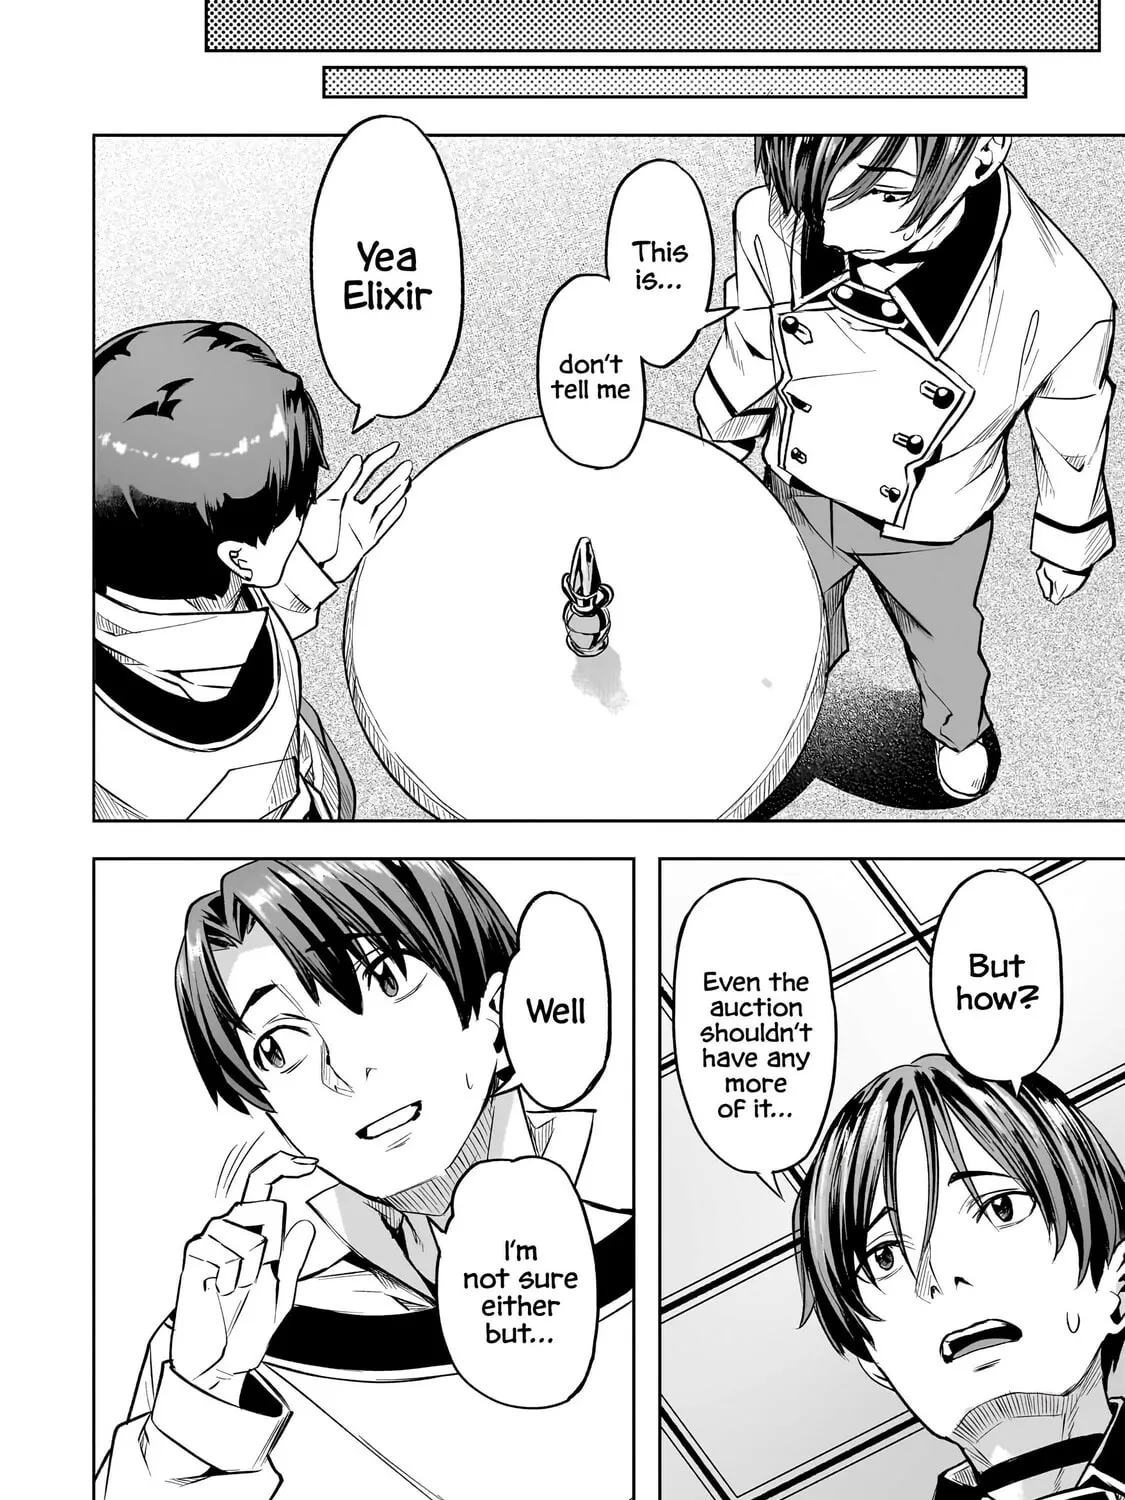 This
is...
don't
tell me
Yea
Elixir
But
how?
Even the
auction
shouldn't
have any
more
of it...
Well
I'm
not sure
either
but...